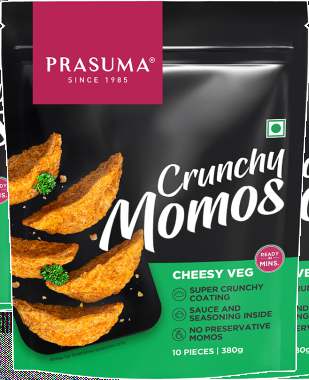 PRASUMA®
SINCE 1985
Crunchy
Momos
READY
IN
MINS.
CHEESY VEG
SUPER CRUNCHY
COATING
SAUCE AND
SEASONING INSIDE
NO PRESERVATIVE
MOMOS
10 PIECES | 380g